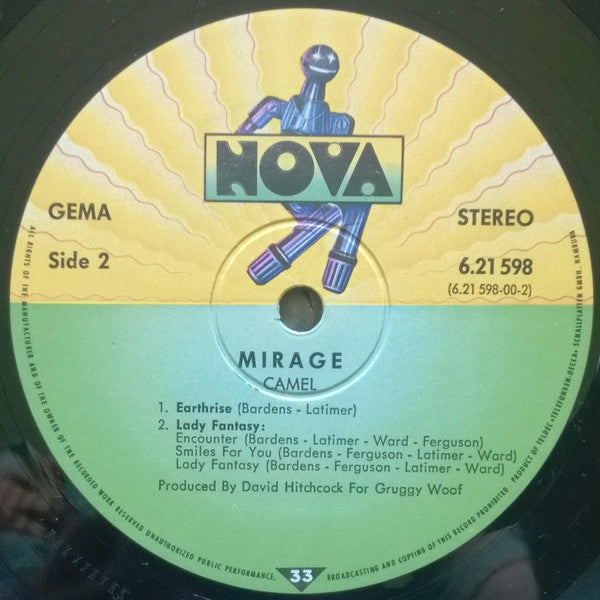 NOVA
GEMA
STEREO
Side 2
6.21 598
(6.21 598-00-2)
MIRAGE
CAMEL
1. Earthrise (Bardens - Latimer)
2. Lady Fantasy:
Encounter (Bardens - Latimer - Ward - Ferguson)
Smiles For You (Bardens - Ferguson - Latimer - Ward)
Lady Fantasy (Bardens - Ferguson - Latimer - Ward)
Produced By David Hitchcock For Gruggy Woof
ALL RIGHTS OF THE MANUFACTURER AND OF THE OWNER OF THE RECORDED WORK RESERVED UNAUTHORIZED PUBLIC PERFORMANCE, BROADCASTING AND COPYING OF THIS RECORD PROHIBITED PRODUCT OF TELDEC »TELEFUNKEN-DECCA« SCHALLPLATTEN GMBH, HAMBURG
33